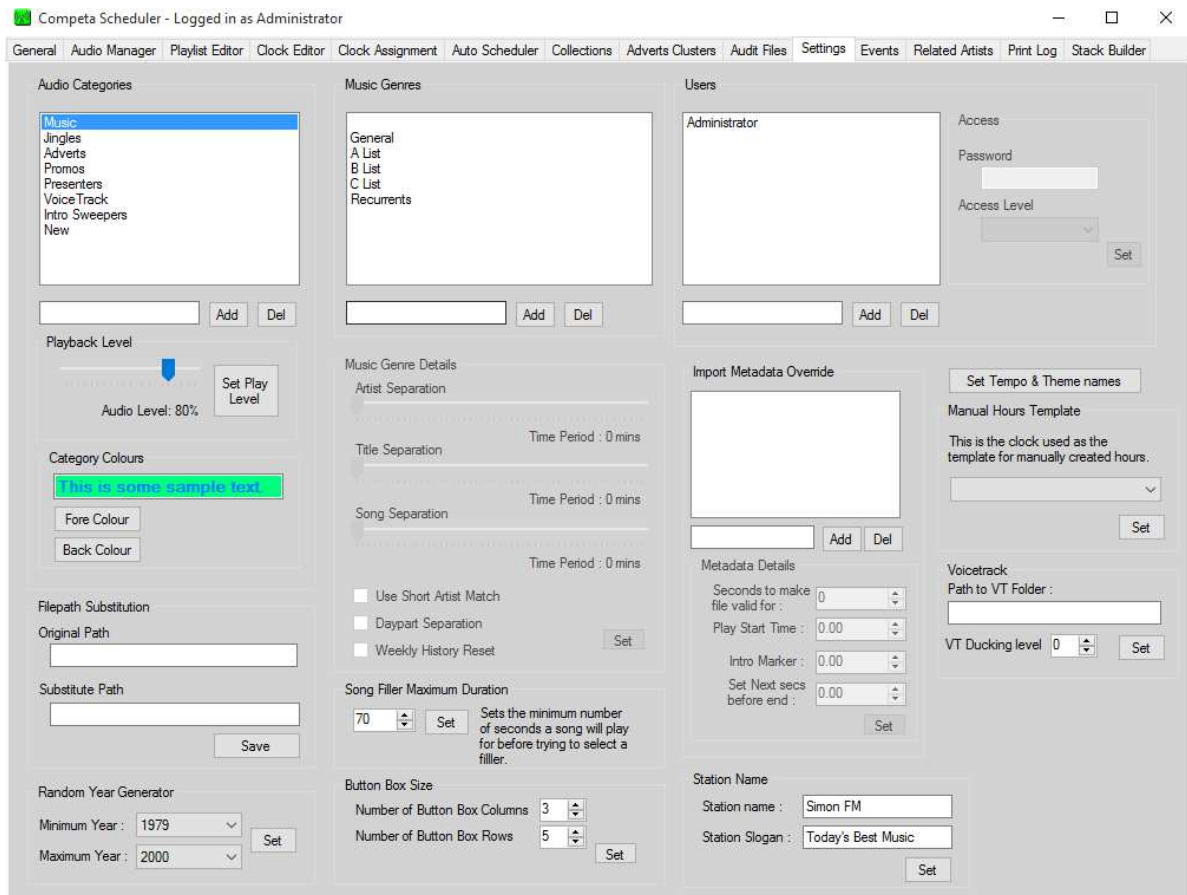 Competa Scheduler - Logged in as Administrator
General Audio Manager Playlist Editor Clock Editor Clock Assignment Auto Scheduler Collections Adverts Clusters Audit Files Settings Events Related Artists Print Log Stack Builder
Audio Categories
Music
Jingles
Adverts
Promos
Presenters
VoiceTrack
Intro Sweepers
New
Add Del
Playback Level
Set Play
Level
Audio Level: 80%
Category Colours
This is some sample text.
Fore Colour
Back Colour
Filepath Substitution
Original Path
Substitute Path
Save
Random Year Generator
Minimum Year : 1979
Maximum Year : 2000
Set
Music Genres
General
A List
B List
C List
Recurrents
Add Del
Music Genre Details
Artist Separation
Time Period : 0 mins
Title Separation
Time Period : 0 mins
Song Separation
Time Period : 0 mins
Use Short Artist Match
Daypart Separation
Weekly History Reset
Set
Song Filler Maximum Duration
70 Set
Sets the minimum number
of seconds a song will play
for before trying to select a
filller.
Button Box Size
Number of Button Box Columns 3
Number of Button Box Rows 5
Set
Users
Administrator
Add Del
Access
Password
Access Level
Set
Import Metadata Override
Add Del
Metadata Details
Seconds to make
file valid for : 0
Play Start Time : 0.00
Intro Marker : 0.00
Set Next secs
before end : 0.00
Set
Set Tempo & Theme names
Manual Hours Template
This is the clock used as the
template for manually created hours.
Set
Voicetrack
Path to VT Folder :
VT Ducking level 0 Set
Station Name
Station name : Simon FM
Station Slogan : Today's Best Music
Set